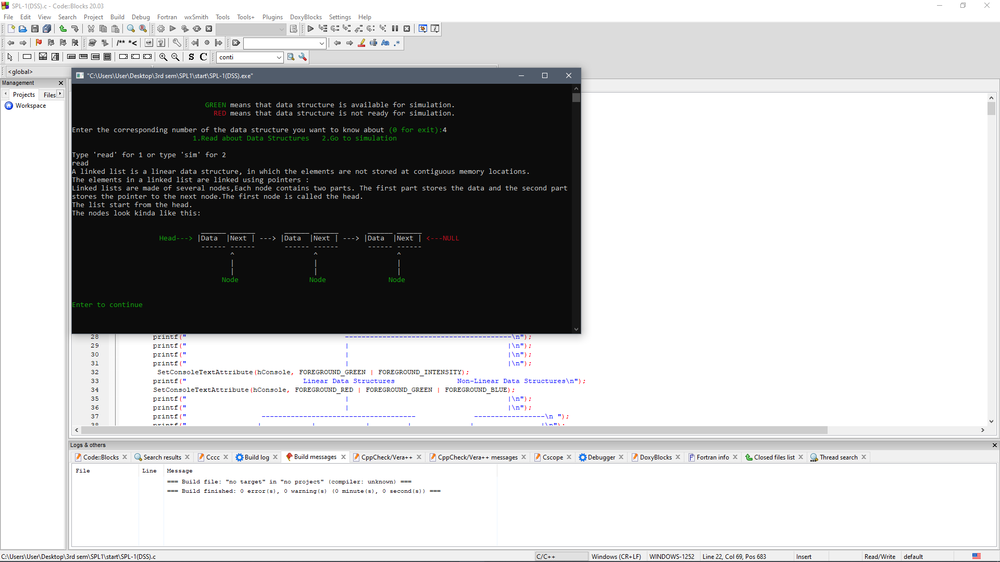 SPL-1(DSS).c - Code::Blocks 20.03
File Edit View Search Project Build Debug Fortran wxSmith Tools Tools+ Plugins DoxyBlocks Settings Help
/** *<
Aa .*
S C conti
<global>
Management
Projects Files
Workspace
"C:\Users\User\Desktop\3rd sem\SPL1\start\SPL-1(DSS).exe"
GREEN means that data structure is available for simulation.
RED means that data structure is not ready for simulation.
Enter the corresponding number of the data structure you want to know about (0 for exit):4
1.Read about Data Structures   2.Go to simulation
Type 'read' for 1 or type 'sim' for 2
read
A linked list is a linear data structure, in which the elements are not stored at contiguous memory locations.
The elements in a linked list are linked using pointers :
Linked lists are made of several nodes,Each node contains two parts. The first part stores the data and the second part
stores the pointer to the next node.The first node is called the head.
The list start from the head.
The nodes look kinda like this:
______ ______       ______ ______       ______ ______
Head---> |Data  |Next | ---> |Data  |Next | ---> |Data  |Next | <---NULL
------ ------       ------ ------       ------ ------
^                   ^                   ^
|                   |                   |
|                   |                   |
Node                 Node               Node
Enter to continue
28 printf("                                      ----------------------------------------\n");
29 printf("                                      |                                      |\n");
30 printf("                                      |                                      |\n");
31 printf("                                      |                                      |\n");
32 SetConsoleTextAttribute(hConsole, FOREGROUND_GREEN | FOREGROUND_INTENSITY);
33 printf("                            Linear Data Structures               Non-Linear Data Structures\n");
34 SetConsoleTextAttribute(hConsole, FOREGROUND_RED | FOREGROUND_GREEN | FOREGROUND_BLUE);
35 printf("                                      |                                      |\n");
36 printf("                                      |                                      |\n");
37 printf("                  -------------------------------------              -----------------\n ");
38 printf("                 |            |            |         |              |                |\n");
Logs & others
Code::Blocks Search results Cccc Build log Build messages CppCheck/Vera++ CppCheck/Vera++ messages Cscope Debugger DoxyBlocks Fortran info Closed files list Thread search
File Line Message
=== Build file: "no target" in "no project" (compiler: unknown) ===
=== Build finished: 0 error(s), 0 warning(s) (0 minute(s), 0 second(s)) ===
C:\Users\User\Desktop\3rd sem\SPL1\start\SPL-1(DSS).c C/C++ Windows (CR+LF) WINDOWS-1252 Line 22, Col 69, Pos 683 Insert Read/Write default